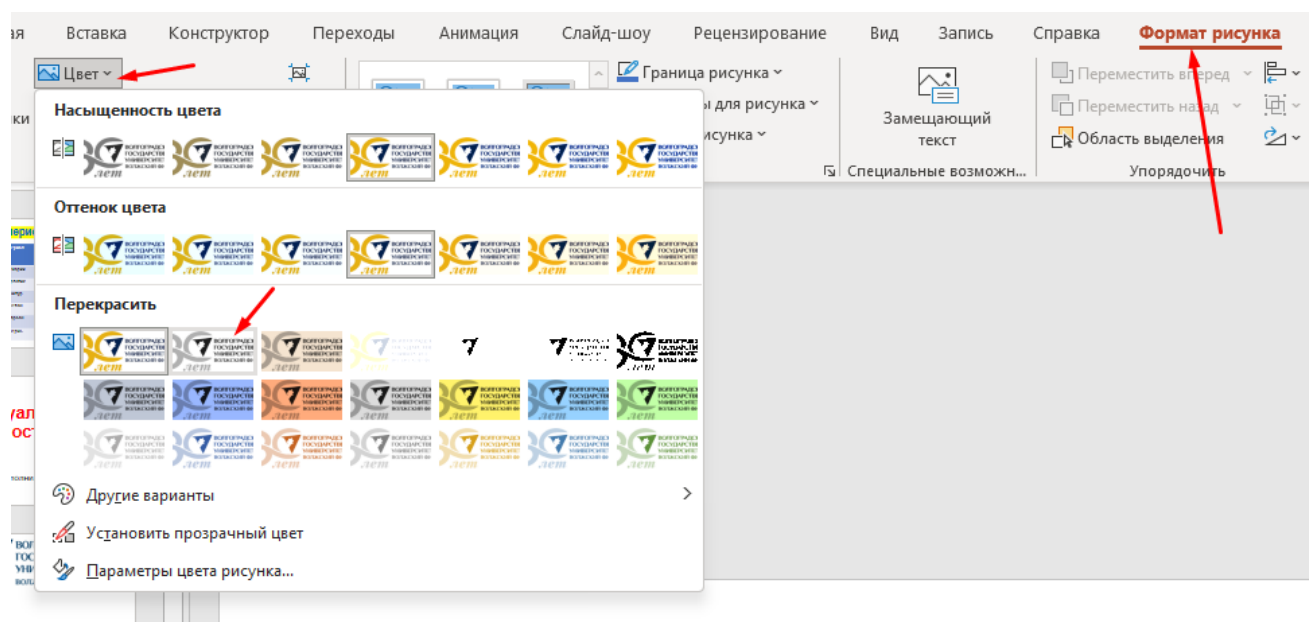 ая Вставка Конструктор Переходы Анимация Слайд-шоу Рецензирование Вид Запись Справка Формат рисунка
Цвет
Граница рисунка
ы для рисунка
исунка
Замещающий
текст
Переместить вперед
Переместить назад
Область выделения
Специальные возможн...
Упорядочить
ки
Насыщенность цвета
Оттенок цвета
Перекрасить
Другие варианты
Установить прозрачный цвет
Параметры цвета рисунка...